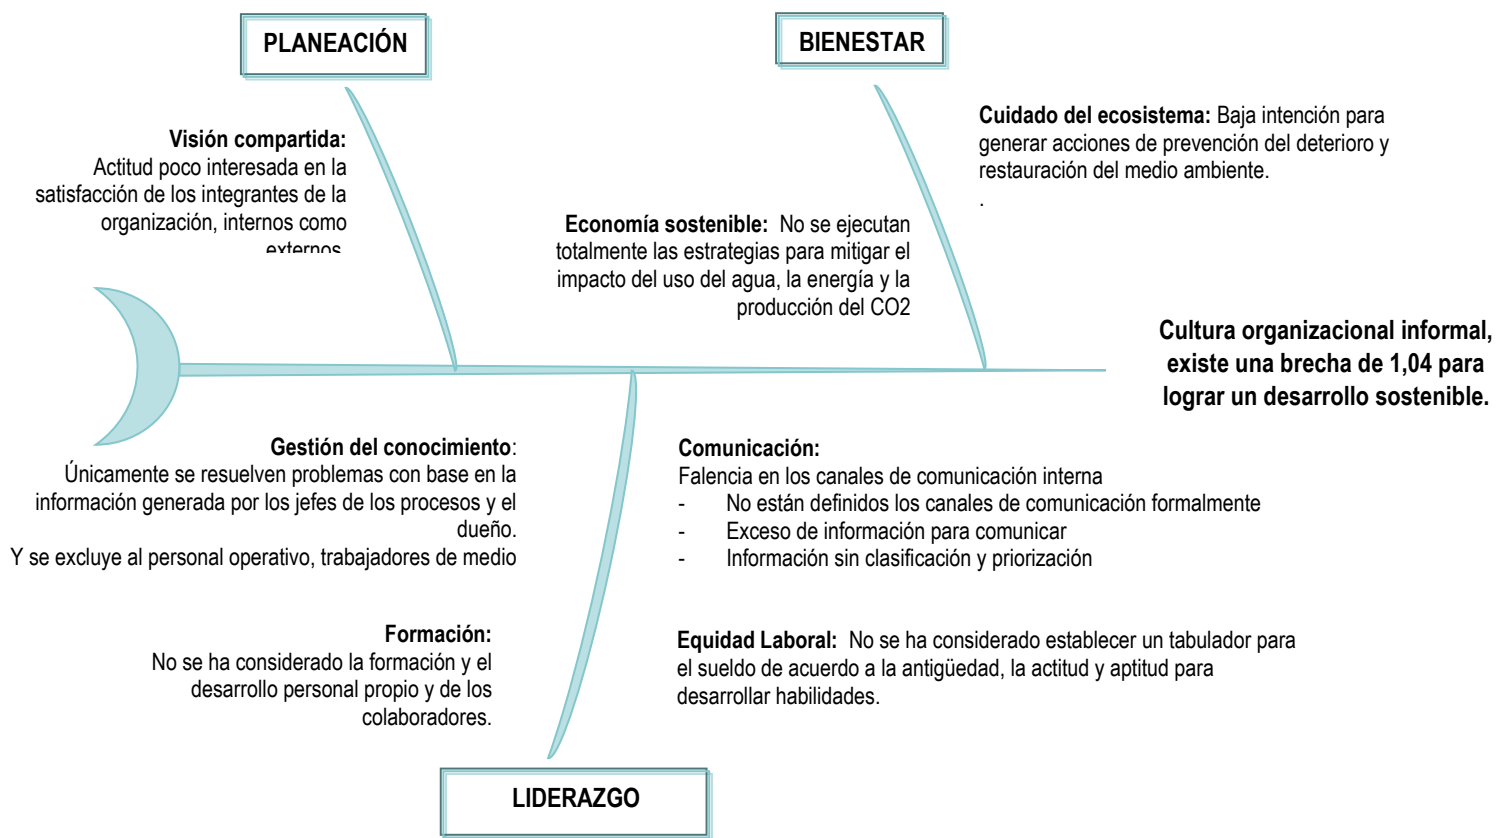 PLANEACIÓN
Visión compartida:
Actitud poco interesada en la
satisfacción de los integrantes de la
organización, internos como
externos.
BIENESTAR
Cuidado del ecosistema: Baja intención para
generar acciones de prevención del deterioro y
restauración del medio ambiente.
.
Economía sostenible: No se ejecutan
totalmente las estrategias para mitigar el
impacto del uso del agua, la energía y la
producción del CO2
Cultura organizacional informal,
existe una brecha de 1,04 para
lograr un desarrollo sostenible.
Gestión del conocimiento:
Únicamente se resuelven problemas con base en la
información generada por los jefes de los procesos y el
dueño.
Y se excluye al personal operativo, trabajadores de medio
Formación:
No se ha considerado la formación y el
desarrollo personal propio y de los
colaboradores.
Comunicación:
Falencia en los canales de comunicación interna
- No están definidos los canales de comunicación formalmente
- Exceso de información para comunicar
- Información sin clasificación y priorización
Equidad Laboral: No se ha considerado establecer un tabulador para
el sueldo de acuerdo a la antigüedad, la actitud y aptitud para
desarrollar habilidades.
LIDERAZGO